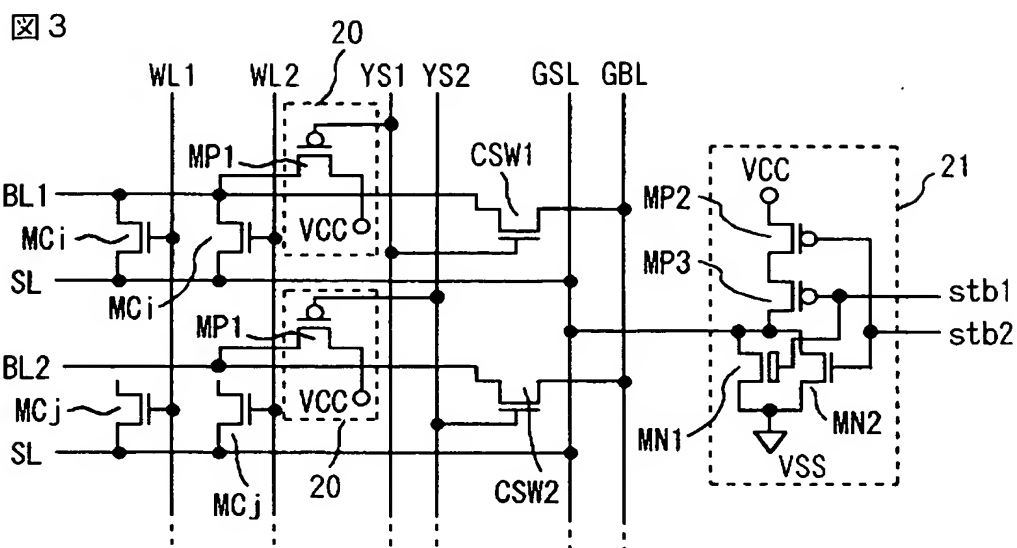 図3
20
WL1 WL2 YS1 YS2 GSL GBL
MP1
CSW1
VCC
21
BL1
MP2
MCi
VCC
MP3
SL
MCi
stb1
MP1
stb2
BL2
MCj
VCC
MN1
MN2
SL
VSS
MCj
20
CSW2